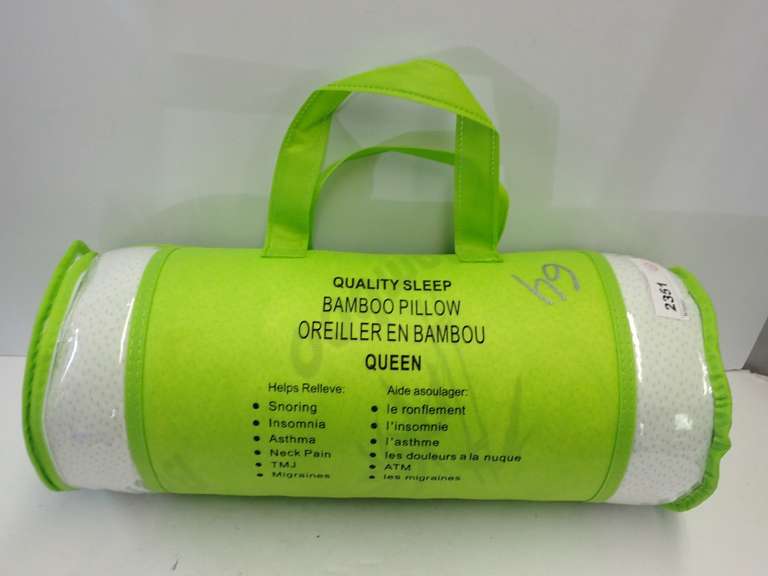 QUALITY SLEEP
BAMBOO PILLOW
OREILLER EN BAMBOU
QUEEN
Helps Relleve:
Snoring
Insomnia
Asthma
Neck Pain
TMJ
Migraines
Aide asoulager:
le ronflement
l'insomnie
l'asthme
les douleurs a la nuque
ATM
les migraines
2351